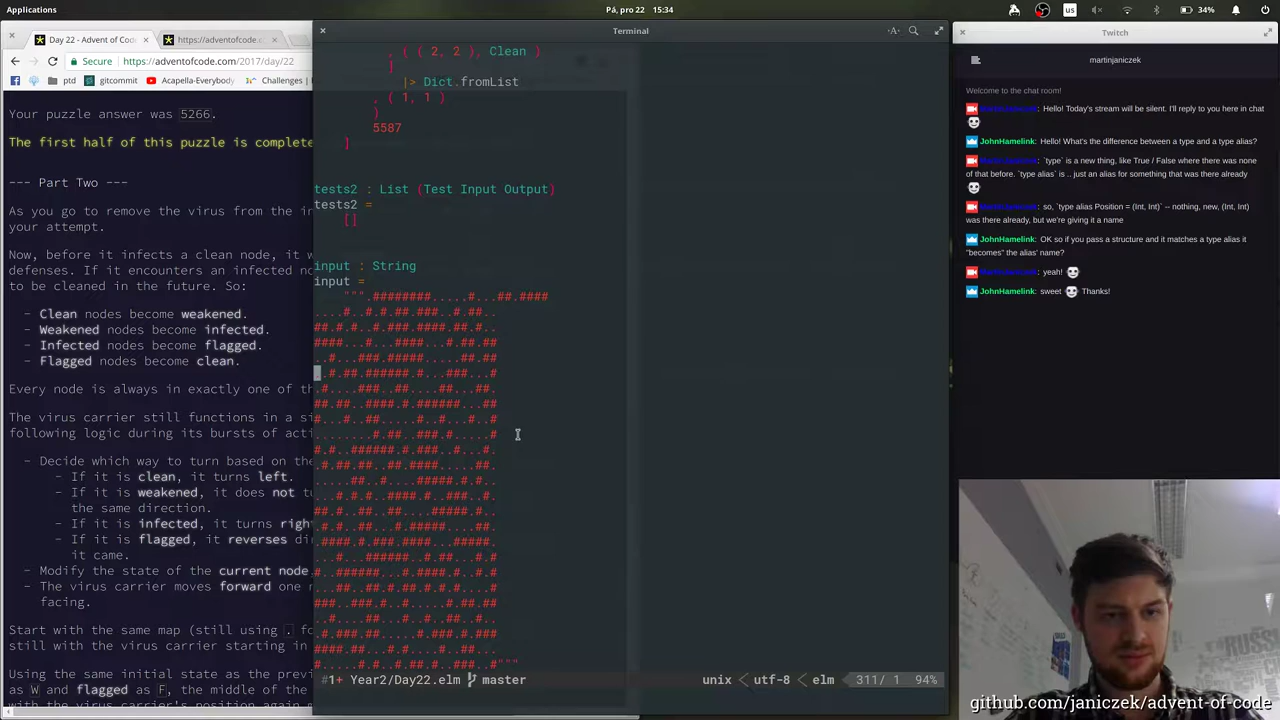 Applications
Pá, pro 22 15:34
us
34%
Day 22 - Advent of Code
https://adventofcode
Terminal
Twitch
Secure https://adventofcode.com/2017/day/22
ptd
gitcommit
Acapella-Everybody
Challenges
martinjaniczek
Your puzzle answer was 5266.
The first half of this puzzle is complete
--- Part Two ---
As you go to remove the virus from the in
your attempt.
Now, before it infects a clean node, it w
defenses. If it encounters an infected no
to be cleaned in the future. So:
- Clean nodes become weakened.
- Weakened nodes become infected.
- Infected nodes become flagged.
- Flagged nodes become clean.
Every node is always in exactly one of th
The virus carrier still functions in a si
following logic during its bursts of acti
- Decide which way to turn based on the
- If it is clean, it turns left.
- If it is weakened, it does not tu
the same direction.
- If it is infected, it turns right
- If it is flagged, it reverses dir
it came.
- Modify the state of the current node
- The virus carrier moves forward one n
facing.
Start with the same map (still using . fo
still with the virus carrier starting in
Using the same initial state as the previ
as W and flagged as F, the middle of the
with the virus carrier's position again m
, ( ( 2, 2 ), Clean )
]
|> Dict.fromList
, ( 1, 1 )
)
5587
]
tests2 : List (Test Input Output)
tests2 =
[]
input : String
input =
#1+ Year2/Day22.elm master
unix < utf-8 < elm 311/ 1 94%
Welcome to the chat room!
Hello! Today's stream will be silent. I'll reply to you here in chat
JohnHamelink: Hello! What's the difference between a type and a type alias?
`type` is a new thing, like True / False where there was none
of that before. `type alias` is .. just an alias for something that was there already
so, `type alias Position = (Int, Int)` -- nothing, new, (Int, Int)
was there already, but we're giving it a name
JohnHamelink: OK so if you pass a structure and it matches a type alias it
"becomes" the alias' name?
yeah!
JohnHamelink: sweet Thanks!
github.com/janiczek/advent-of-code